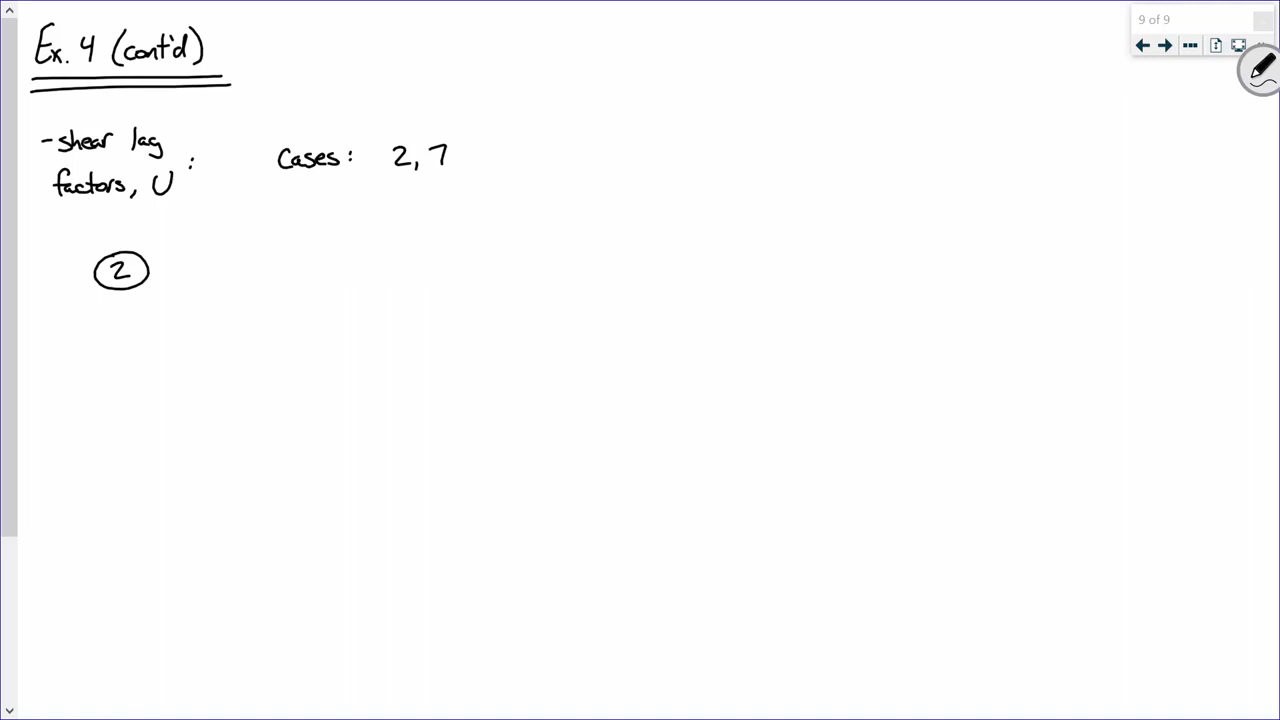 Ex. 4 (cont'd)
9 of 9
- shear lag
factors, U :
Cases: 2, 7
2